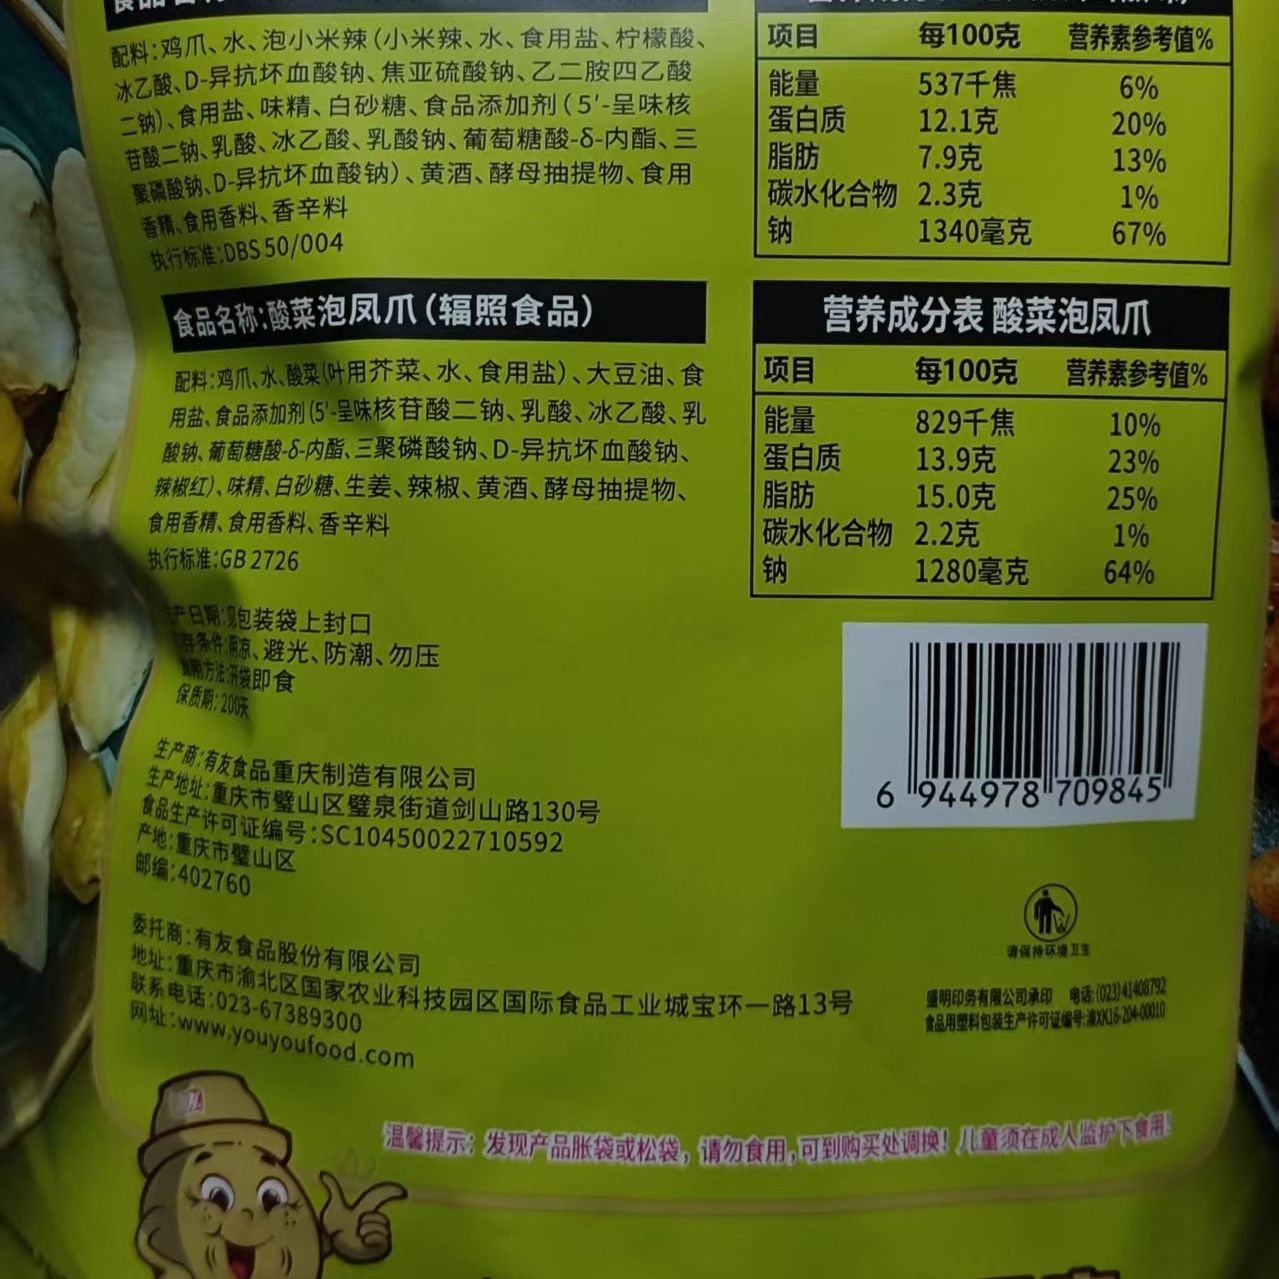 配料:鸡爪、水、泡小米辣(小米辣、水、食用盐、柠檬酸、
冰乙酸、D-异抗坏血酸钠、焦亚硫酸钠、乙二胺四乙酸
二钠)、食用盐、味精、白砂糖、食品添加剂(5'-呈味核
苷酸二钠、乳酸、冰乙酸、乳酸钠、葡萄糖酸-δ-内酯、三
聚磷酸钠、D-异抗坏血酸钠)、黄酒、酵母抽提物、食用
香精、食用香料、香辛料
执行标准:DBS 50/004
项目 每100克 营养素参考值%
能量 537千焦 6%
蛋白质 12.1克 20%
脂肪 7.9克 13%
碳水化合物 2.3克 1%
钠 1340毫克 67%
食品名称:酸菜泡凤爪(辐照食品)
配料:鸡爪、水、酸菜(叶用芥菜、水、食用盐)、大豆油、食
用盐、食品添加剂(5'-呈味核苷酸二钠、乳酸、冰乙酸、乳
酸钠、葡萄糖酸-δ-内酯、三聚磷酸钠、D-异抗坏血酸钠、
辣椒红)、味精、白砂糖、生姜、辣椒、黄酒、酵母抽提物、
食用香精、食用香料、香辛料
执行标准:GB 2726
营养成分表 酸菜泡凤爪
项目 每100克 营养素参考值%
能量 829千焦 10%
蛋白质 13.9克 23%
脂肪 15.0克 25%
碳水化合物 2.2克 1%
钠 1280毫克 64%
产日期:见包装袋上封口
存条件:阴凉、避光、防潮、勿压
食用方法:开袋即食
保质期:200天
生产商:有友食品重庆制造有限公司
生产地址:重庆市璧山区璧泉街道剑山路130号
食品生产许可证编号:SC10450022710592
产地:重庆市璧山区
邮编:402760
委托商:有友食品股份有限公司
地址:重庆市渝北区国家农业科技园区国际食品工业城宝环一路13号
联系电话:023-67389300
网址:www.youyoufood.com
6 944978 709845
请保持环境卫生
盛明印务有限公司承印 电话:(023)41408792
食品用塑料包装生产许可证编号:渝XK16-204-00010
温馨提示:发现产品胀袋或松袋,请勿食用,可到购买处调换!儿童须在成人监护下食用!